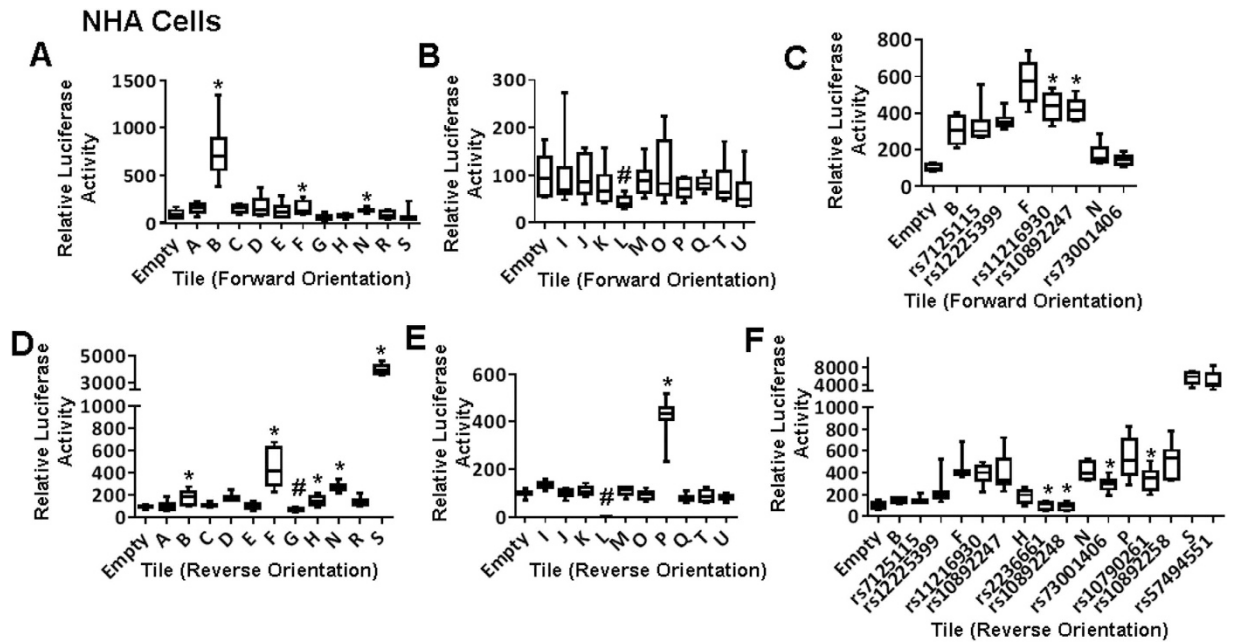 NHA Cells
A
Relative Luciferase
Activity
1500
1000
500
0
*
*
*
Empty
A
B
C
D
E
F
G
H
N
R
S
Tile (Forward Orientation)
B
Relative Luciferase
Activity
300
200
100
0
#
Empty
I
J
K
L
M
O
P
Q
T
U
Tile (Forward Orientation)
C
Relative Luciferase
Activity
800
600
400
200
0
*
*
Empty
B
rs7125115
rs12225399
F
rs11216930
rs10892247
N
rs73001406
Tile (Forward Orientation)
D
Relative Luciferase
Activity
5000
3000
1000
800
600
400
200
0
*
*
#
*
*
*
Empty
A
B
C
D
E
F
G
H
N
R
S
Tile (Reverse Orientation)
E
Relative Luciferase
Activity
600
400
200
0
#
*
Empty
I
J
K
L
M
O
P
Q
T
U
Tile (Reverse Orientation)
F
Relative Luciferase
Activity
8000
4000
1000
800
600
400
200
0
*
*
*
*
Empty
B
rs7125115
rs12225399
F
rs11216930
rs10892247
H
rs2236661
rs10892248
N
rs73001406
P
rs10790261
rs10892258
S
rs57494551
Tile (Reverse Orientation)